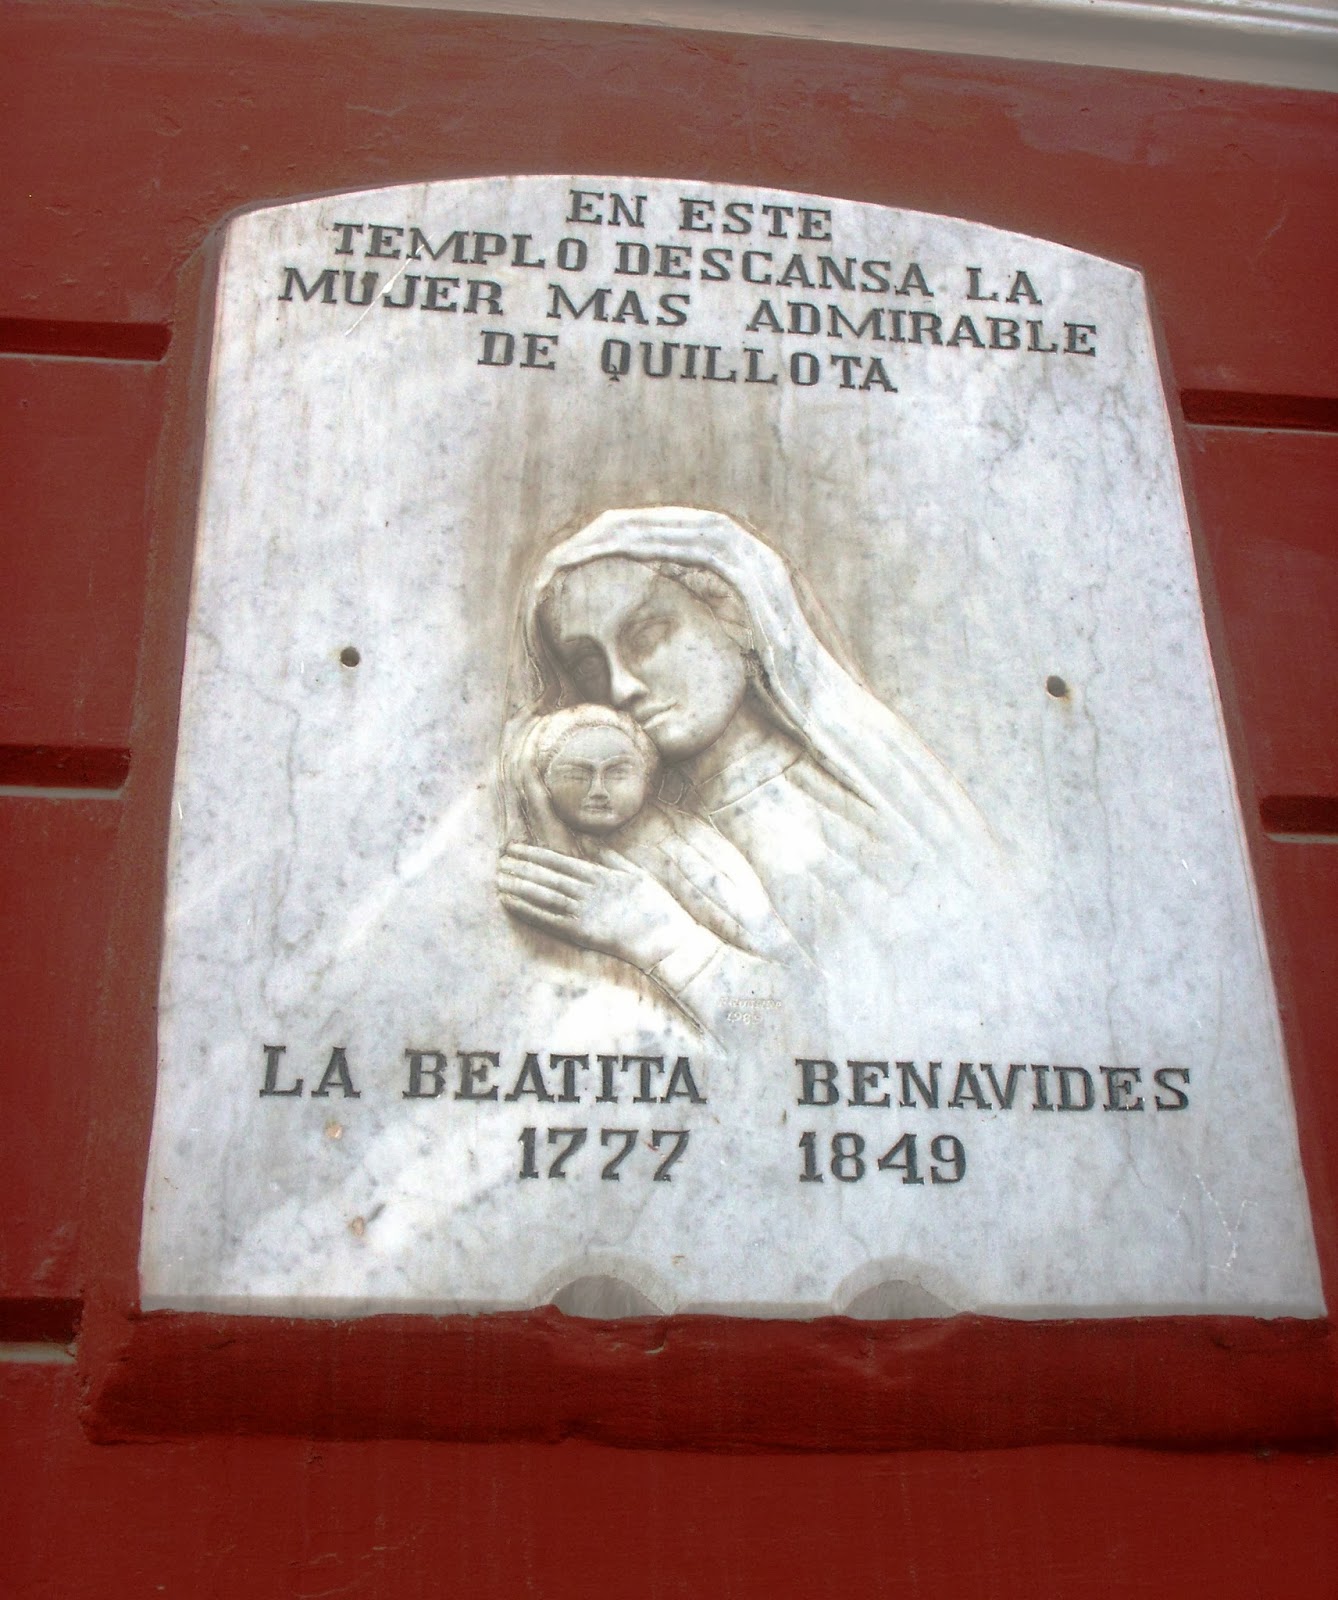 EN ESTE
TEMPLO DESCANSA LA
MUJER MAS ADMIRABLE
DE QUILLOTA
LA BEATITA BENAVIDES
1777 1849